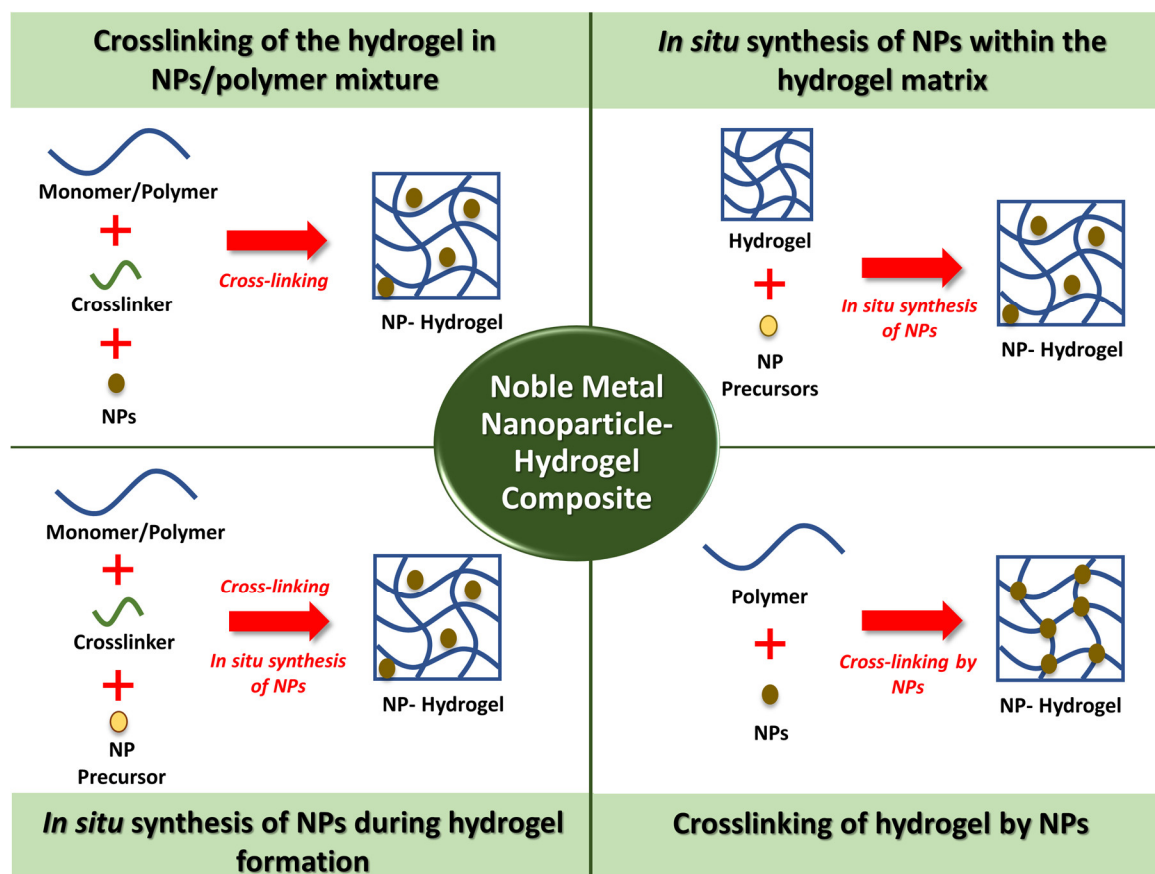 Crosslinking of the hydrogel in
NPs/polymer mixture
Monomer/Polymer
+
Crosslinker
+
NPs
Cross-linking
NP- Hydrogel
In situ synthesis of NPs within the
hydrogel matrix
Hydrogel
+
NP
Precursors
In situ synthesis
of NPs
NP- Hydrogel
Noble Metal
Nanoparticle-
Hydrogel
Composite
Monomer/Polymer
+
Crosslinker
+
NP
Precursor
Cross-linking
In situ synthesis
of NPs
NP- Hydrogel
In situ synthesis of NPs during hydrogel
formation
Polymer
+
NPs
Cross-linking by
NPs
NP- Hydrogel
Crosslinking of hydrogel by NPs